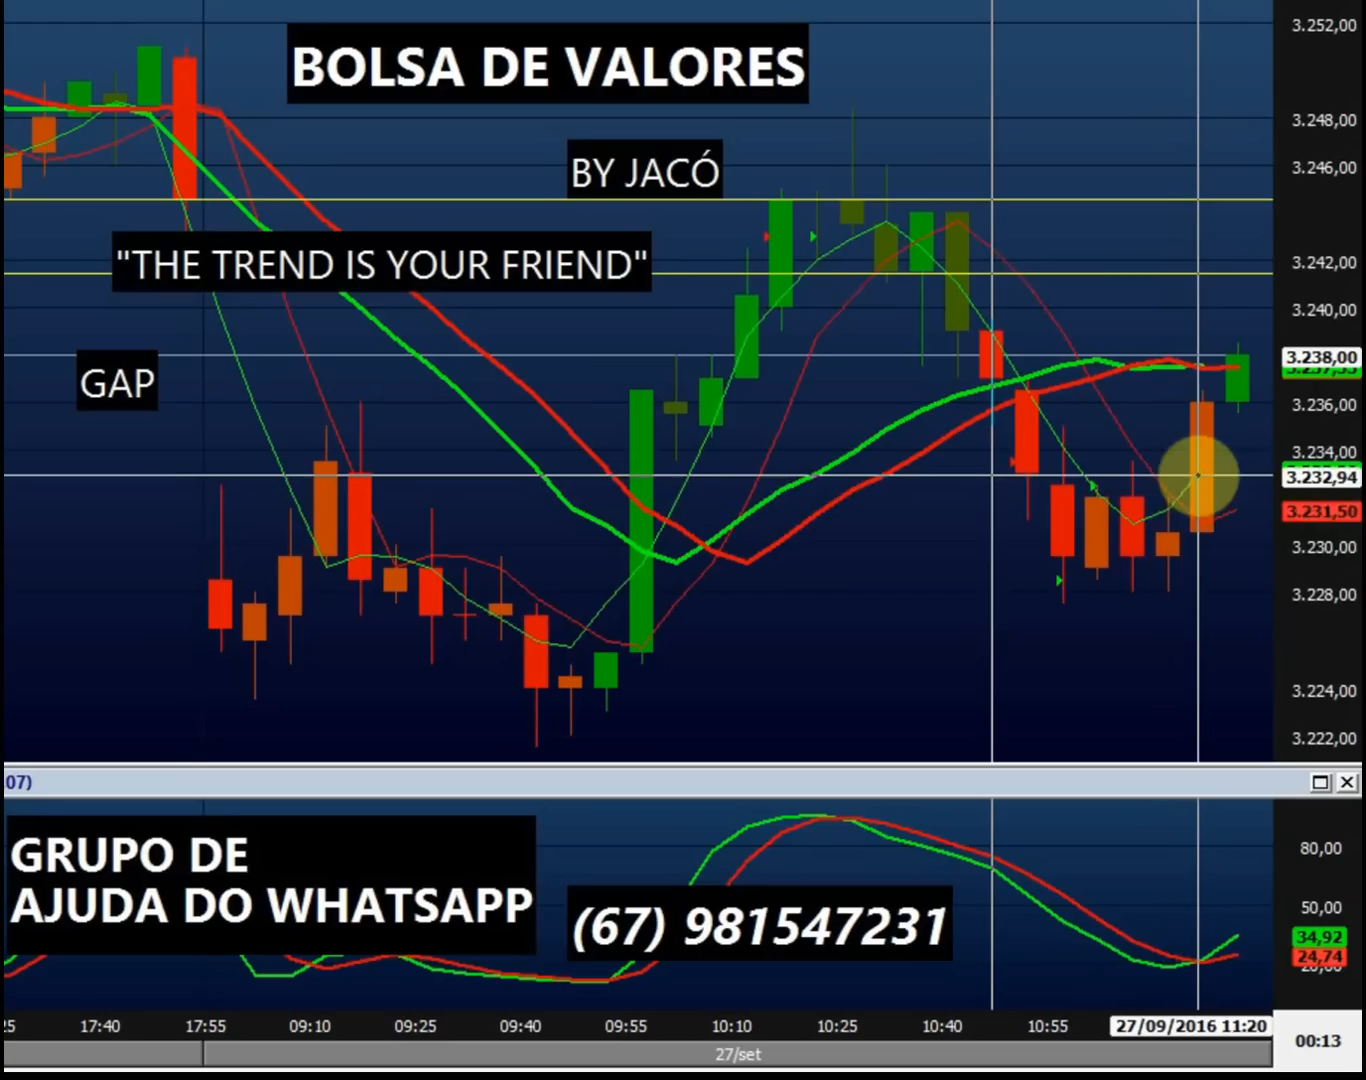 BOLSA DE VALORES
BY JACÓ
"THE TREND IS YOUR FRIEND"
GAP
3.252,00
3.248,00
3.246,00
3.242,00
3.240,00
3.238,00
3.236,00
3.234,00
3.232,94
3.231,50
3.230,00
3.228,00
3.224,00
3.222,00
07)
GRUPO DE
AJUDA DO WHATSAPP
(67) 981547231
80,00
50,00
34,92
24,74
25 17:40 17:55 09:10 09:25 09:40 09:55 10:10 10:25 10:40 10:55 27/09/2016 11:20
00:13
27/set